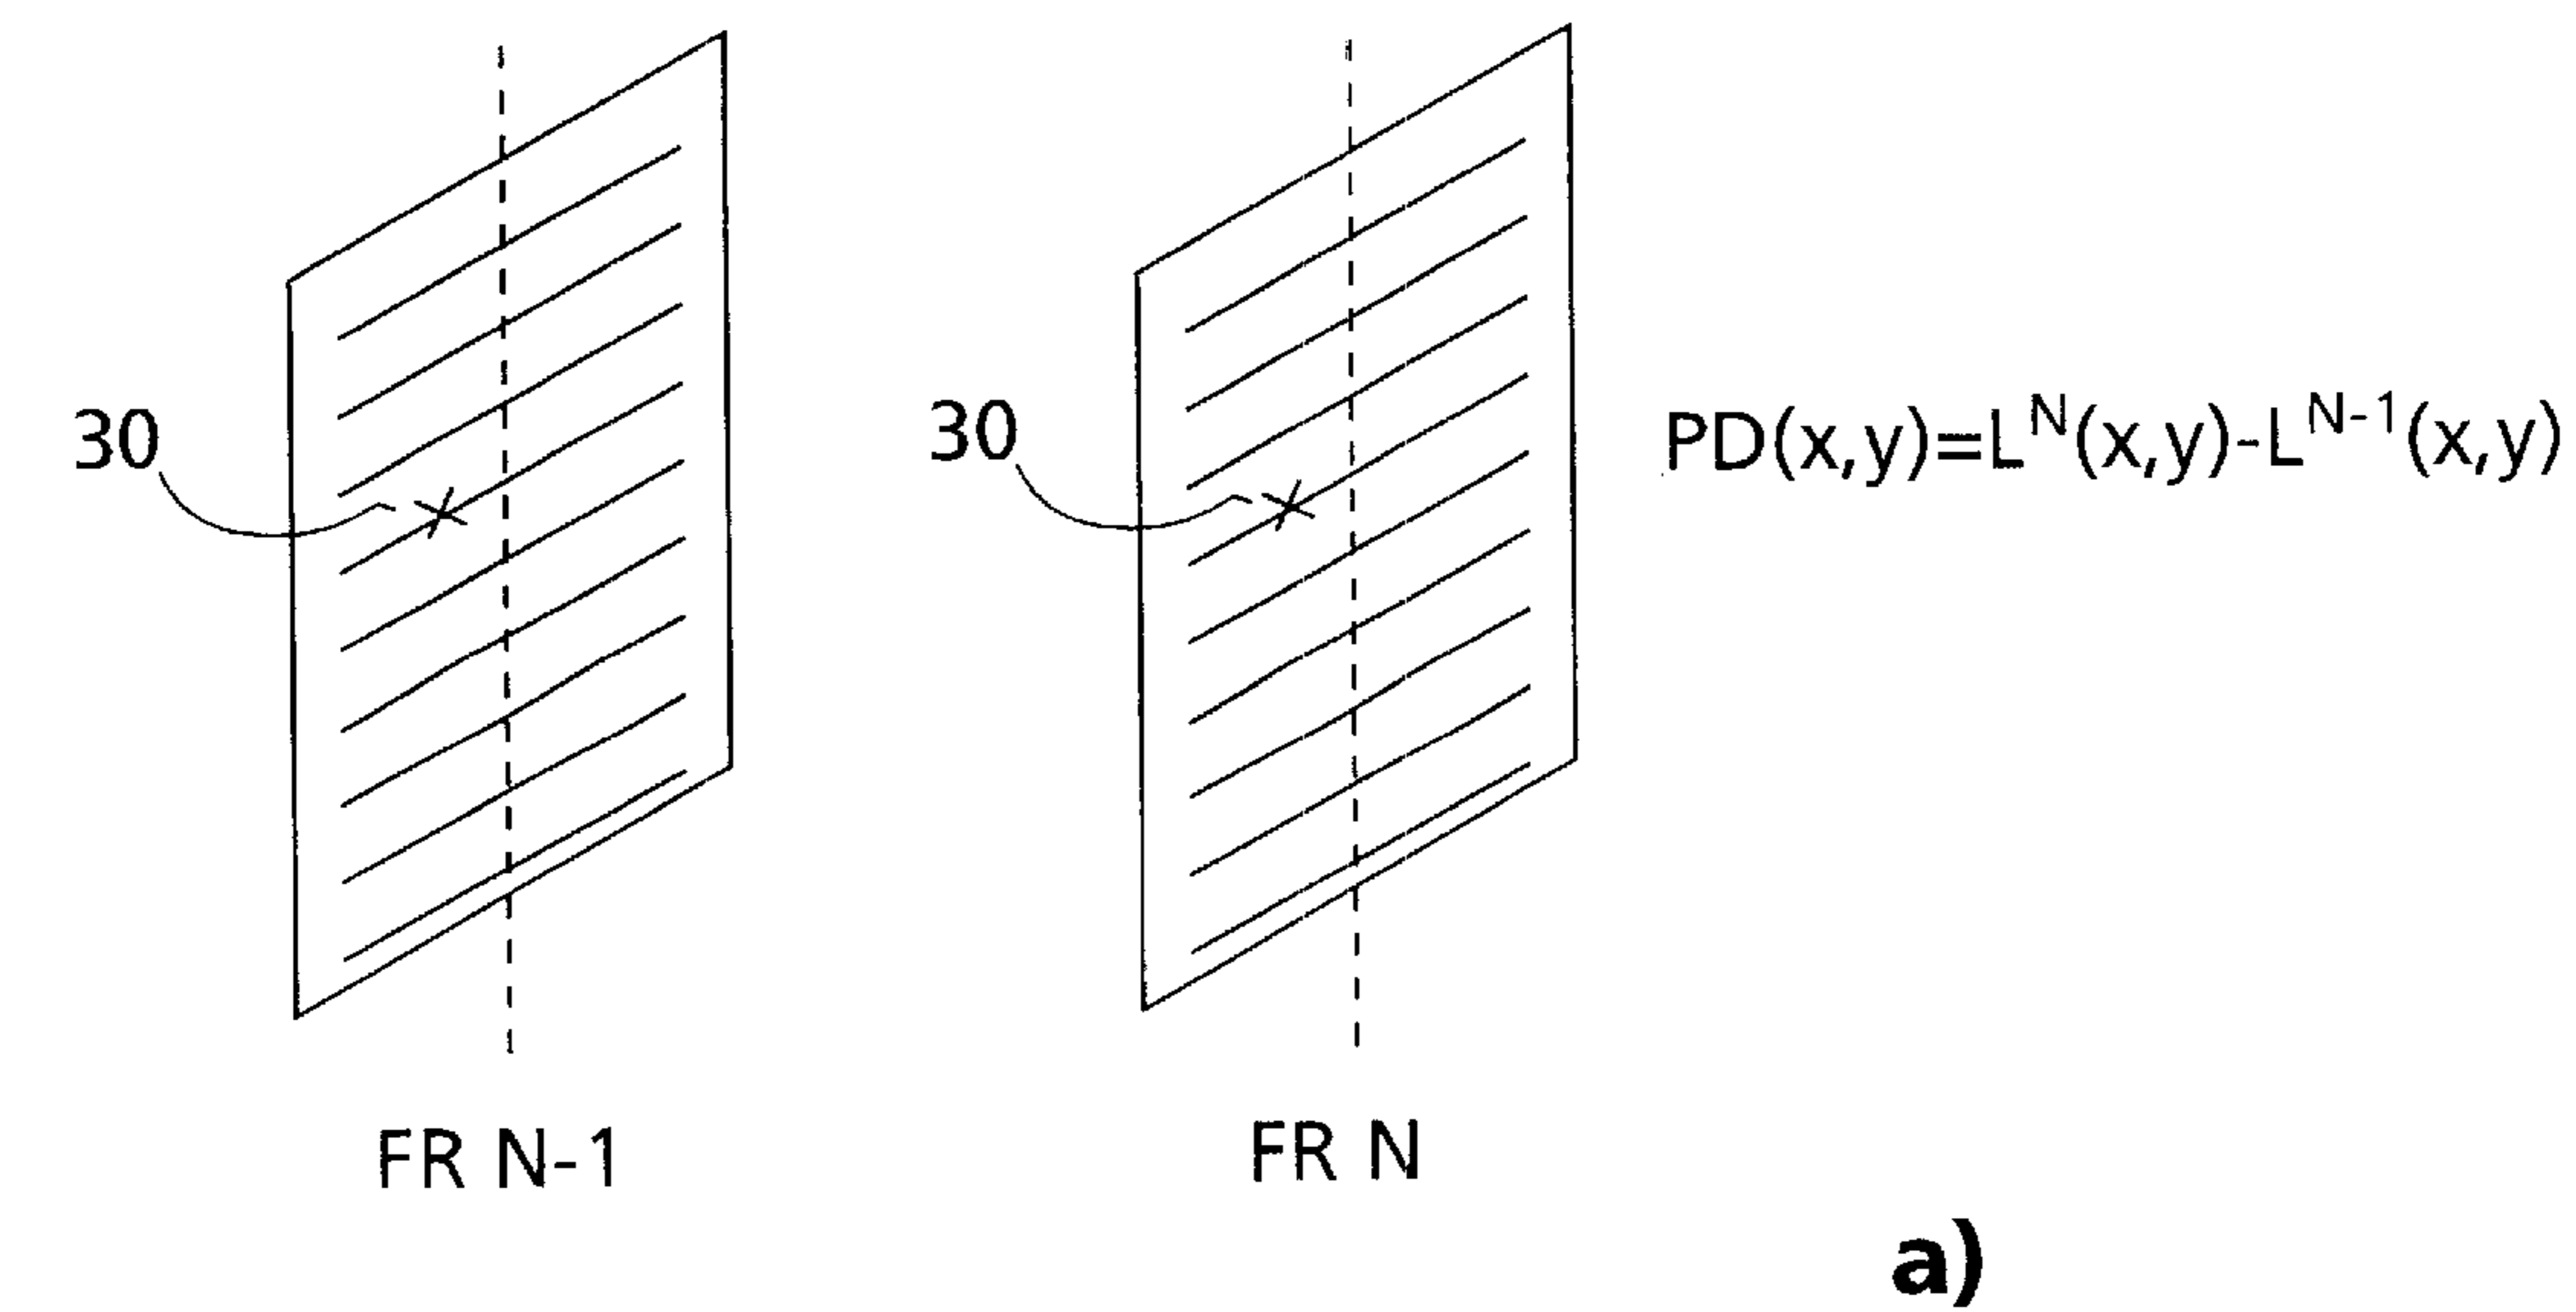 30
30
PD(x,y)=L^N(x,y)-L^N-1(x,y)
FR N-1
FR N
a)